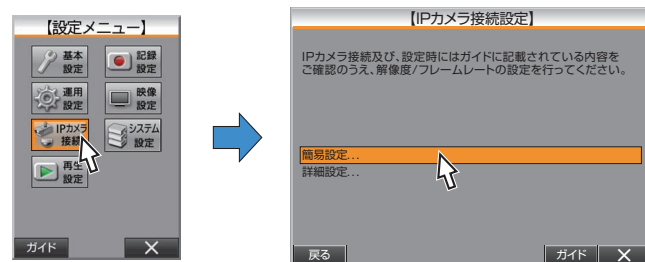 【設定メニュー】
基本
設定
記録
設定
運用
設定
映像
設定
IPカメラ
接続
システム
設定
再生
設定
ガイド
【IPカメラ接続設定】
IPカメラ接続及び、設定時にはガイドに記載されている内容を
ご確認のうえ、解像度/フレームレートの設定を行ってください。
簡易設定...
詳細設定...
戻る
ガイド